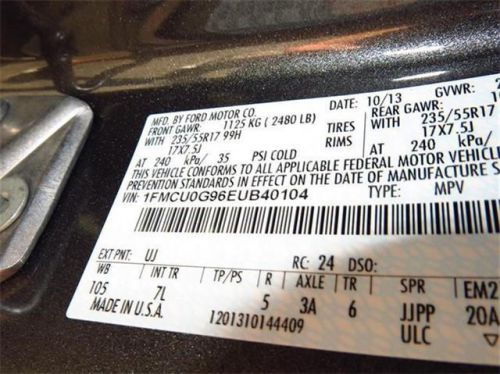 MFD. BY FORD MOTOR CO.
DATE: 10/13 GVWR:
FRONT GAWR: 1125 KG ( 2480 LB)
REAR GAWR:
WITH 235/55R17 99H TIRES WITH 235/55R17
17X7.5J RIMS 17X7.5J
AT 240 kPa/ 35 PSI COLD AT 240 kPa/
THIS VEHICLE CONFORMS TO ALL APPLICABLE FEDERAL MOTOR VEHICLE
PREVENTION STANDARDS IN EFFECT ON THE DATE OF MANUFACTURE
VIN: 1FMCU0G96EUB40104 TYPE: MPV
EXT PNT: UJ RC: 24 DSO:
WB INT TR TP/PS R AXLE TR SPR EM2
105 7L 5 3A 6 JJPP 20A
MADE IN U.S.A. 1201310144409 ULC